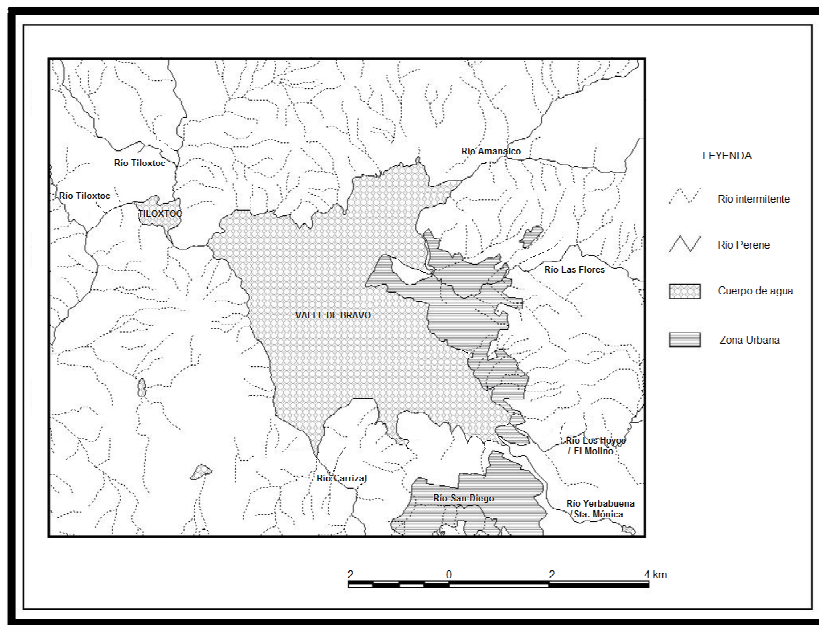 Río Amanalco
LEYENDA
Río Tiloxtoc
Río Tiloxtoc
Río intermitente
TILOXTOC
Río Perene
Río Las Flores
Cuerpo de agua
VALLE DE BRAVO
Zona Urbana
Río Los Hoyos
/ El Molino
Río Carrizal
Río San Diego
Río Yerbabuena
/Sta. Mónica
2 0 2 4 km